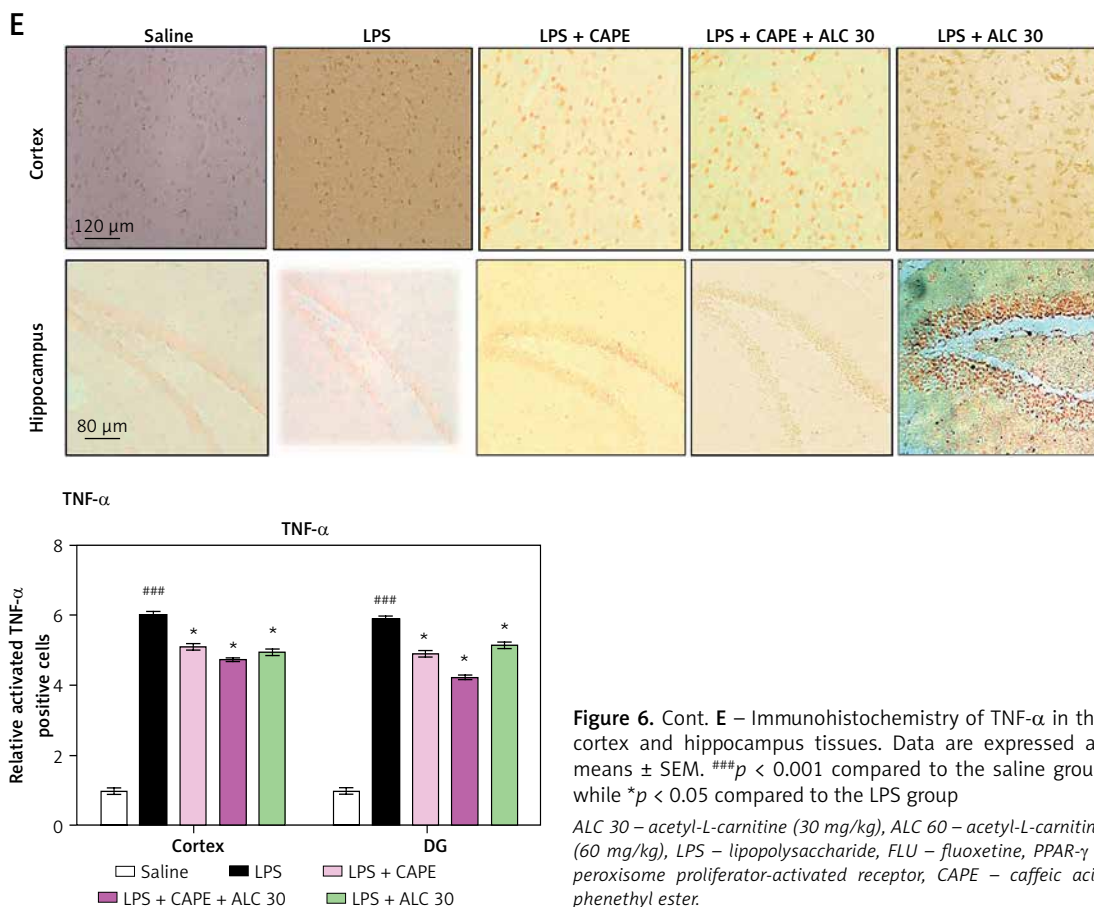 E
Saline LPS LPS + CAPE LPS + CAPE + ALC 30 LPS + ALC 30
Cortex
120 µm
Hippocampus
80 µm
TNF-α
TNF-α
Relative activated TNF-α
positive cells
8
6
4
2
0
###
*
*
*
###
*
*
*
Cortex DG
Saline LPS LPS + CAPE
LPS + CAPE + ALC 30 LPS + ALC 30
Figure 6. Cont. E – Immunohistochemistry of TNF-α in th
cortex and hippocampus tissues. Data are expressed a
means ± SEM. ###p < 0.001 compared to the saline grou
while *p < 0.05 compared to the LPS group
ALC 30 – acetyl-L-carnitine (30 mg/kg), ALC 60 – acetyl-L-carnitin
(60 mg/kg), LPS – lipopolysaccharide, FLU – fluoxetine, PPAR-γ
peroxisome proliferator-activated receptor, CAPE – caffeic aci
phenethyl ester.